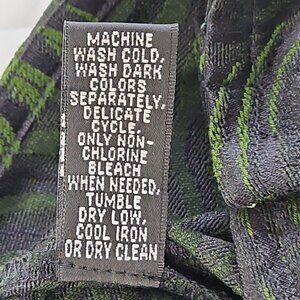 MACHINE
WASH COLD,
WASH DARK
COLORS
SEPARATELY,
DELICATE
CYCLE.
ONLY NON-
CHLORINE
BLEACH
WHEN NEEDED,
TUMBLE
DRY LOW,
COOL IRON
OR DRY CLEAN